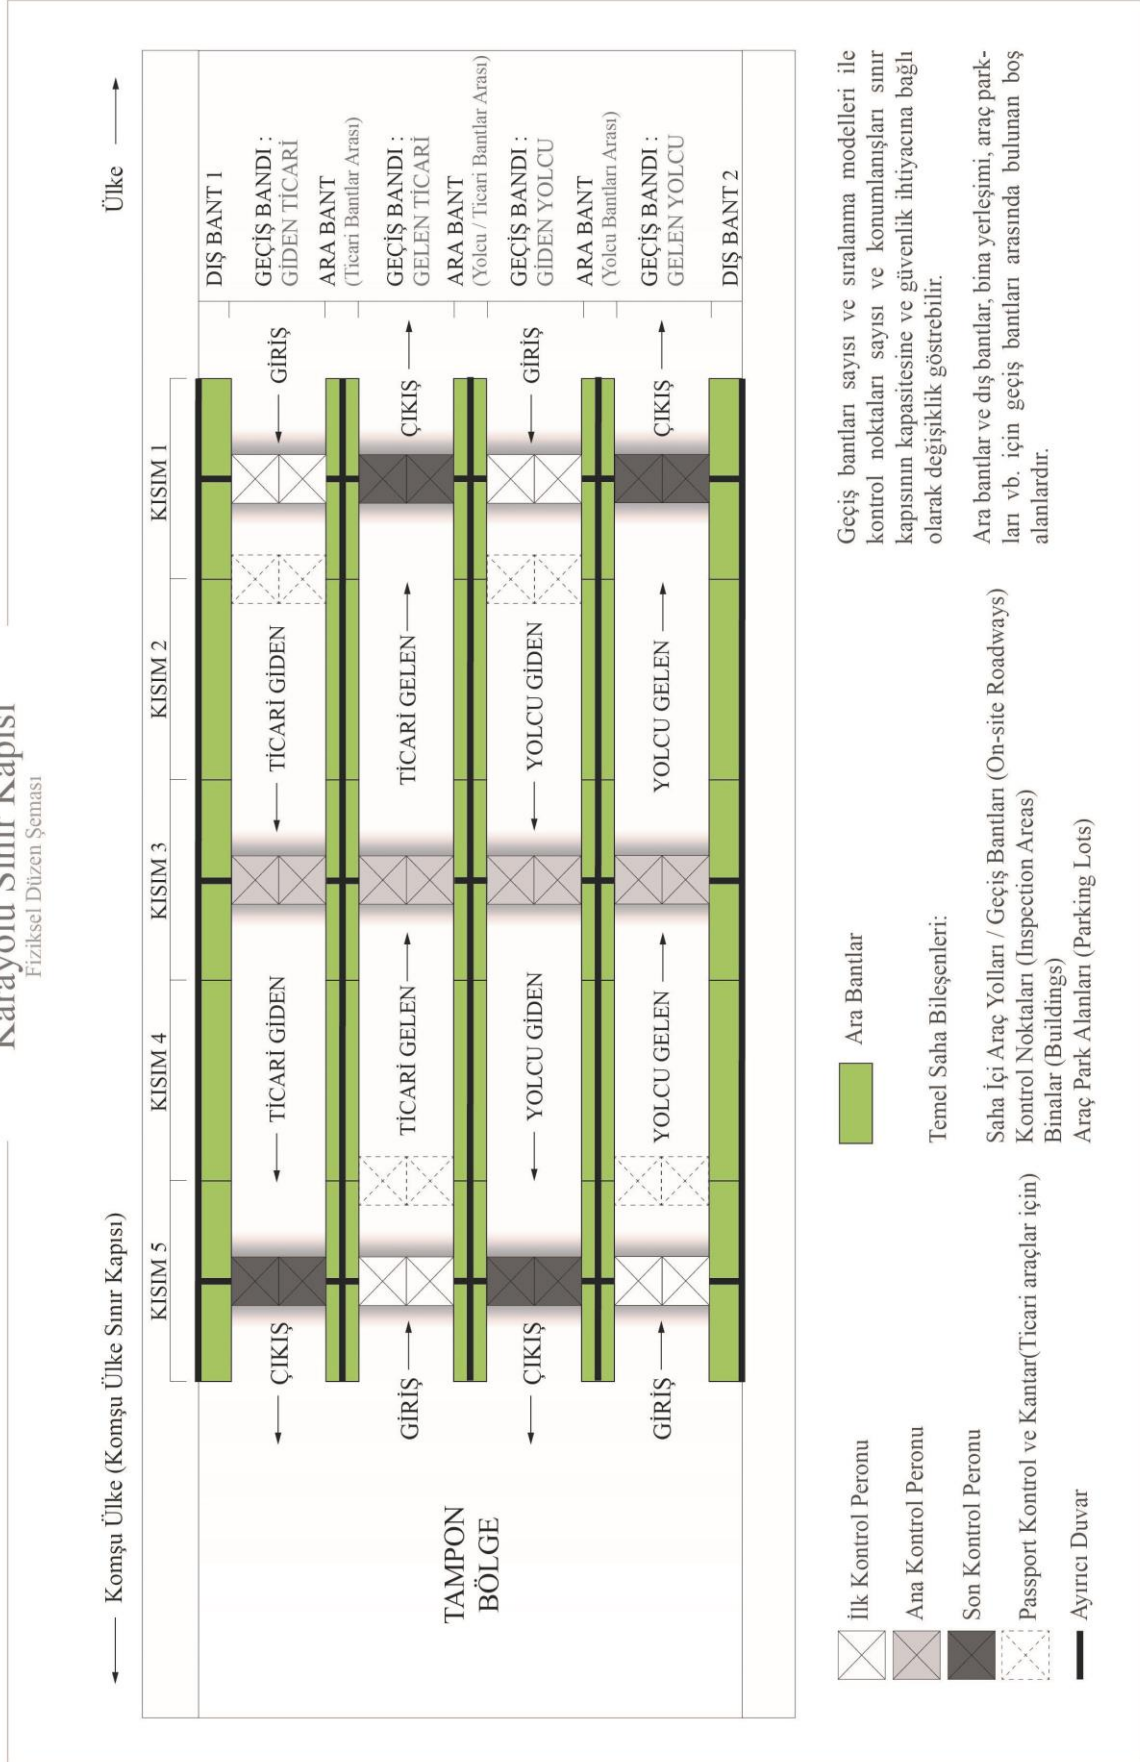 Karayolu Sınır Kapısı
Fiziksel Düzen Şeması
Komşu Ülke (Komşu Ülke Sınır Kapısı)
Ülke
KISIM 5
KISIM 4
KISIM 3
KISIM 2
KISIM 1
DIŞ BANT 1
ÇIKIŞ
TİCARİ GİDEN
TİCARİ GİDEN
GİRİŞ
GEÇİŞ BANDI :
GİDEN TİCARİ
ARA BANT
(Ticari Bantlar Arası)
GİRİŞ
TİCARİ GELEN
TİCARİ GELEN
ÇIKIŞ
GEÇİŞ BANDI :
GELEN TİCARİ
TAMPON
BÖLGE
ARA BANT
(Yolcu / Ticari Bantlar Arası)
ÇIKIŞ
YOLCU GİDEN
YOLCU GİDEN
GİRİŞ
GEÇİŞ BANDI :
GİDEN YOLCU
ARA BANT
(Yolcu Bantları Arası)
GİRİŞ
YOLCU GELEN
YOLCU GELEN
ÇIKIŞ
GEÇİŞ BANDI :
GELEN YOLCU
DIŞ BANT 2
İlk Kontrol Peronu
Ana Kontrol Peronu
Son Kontrol Peronu
Passport Kontrol ve Kantar(Ticari araçlar için)
Ayırıcı Duvar
Ara Bantlar
Temel Saha Bileşenleri:
Saha İçi Araç Yolları / Geçiş Bantları (On-site Roadways)
Kontrol Noktaları (Inspection Areas)
Binalar (Buildings)
Araç Park Alanları (Parking Lots)
Geçiş bantları sayısı ve sıralanma modelleri ile
kontrol noktaları sayısı ve konumlanışları sınır
kapısının kapasitesine ve güvenlik ihtiyacına bağlı
olarak değişiklik göstrebilir.
Ara bantlar ve dış bantlar, bina yerleşimi, araç park-
ları vb. için geçiş bantları arasında bulunan boş
alanlardır.